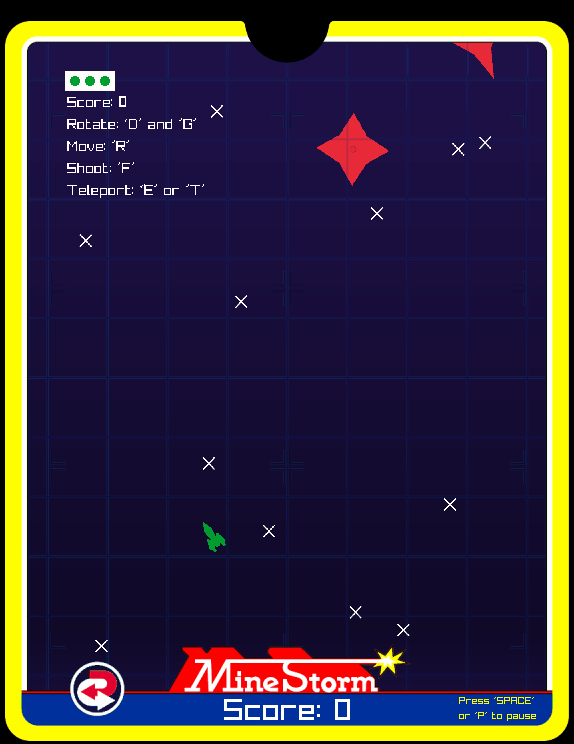 Score: 0
Rotate: 'D' and 'G'
Move: 'R'
Shoot: 'F'
Teleport: 'E' or 'T'
MineStorm
Score: 0
Press 'SPACE'
or 'P' to pause